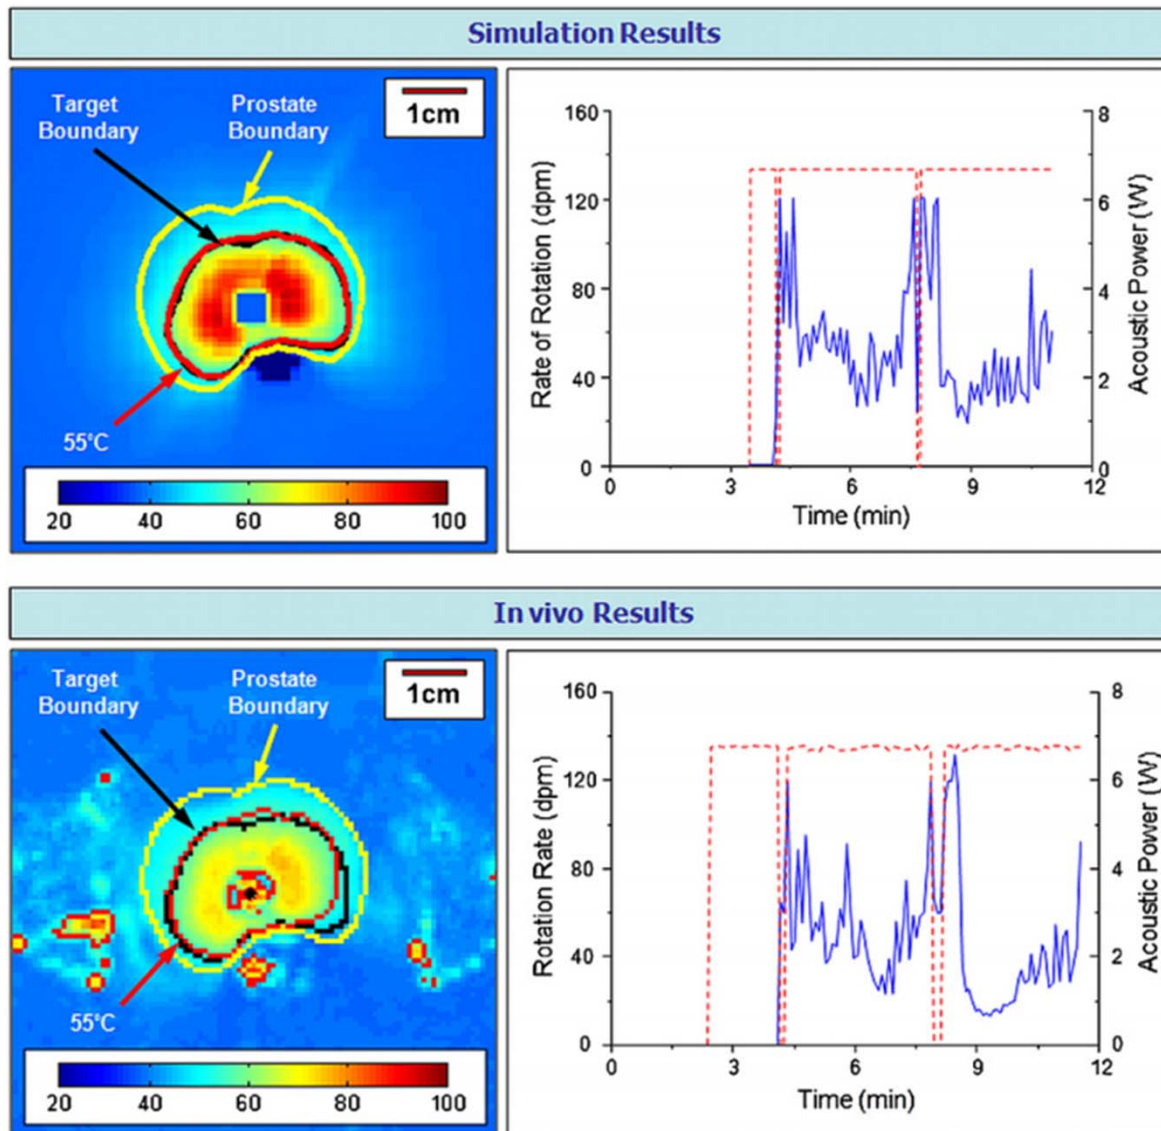 Simulation Results
Target
Boundary
Prostate
Boundary
1cm
55°C
20 40 60 80 100
Rate of Rotation (dpm)
160
120
80
40
0
8
6
4
2
0
Acoustic Power (W)
0 3 6 9 12
Time (min)
In vivo Results
Target
Boundary
Prostate
Boundary
1cm
55°C
20 40 60 80 100
Rotation Rate (dpm)
160
120
80
40
0
8
6
4
2
0
Acoustic Power (W)
0 3 6 9 12
Time (min)